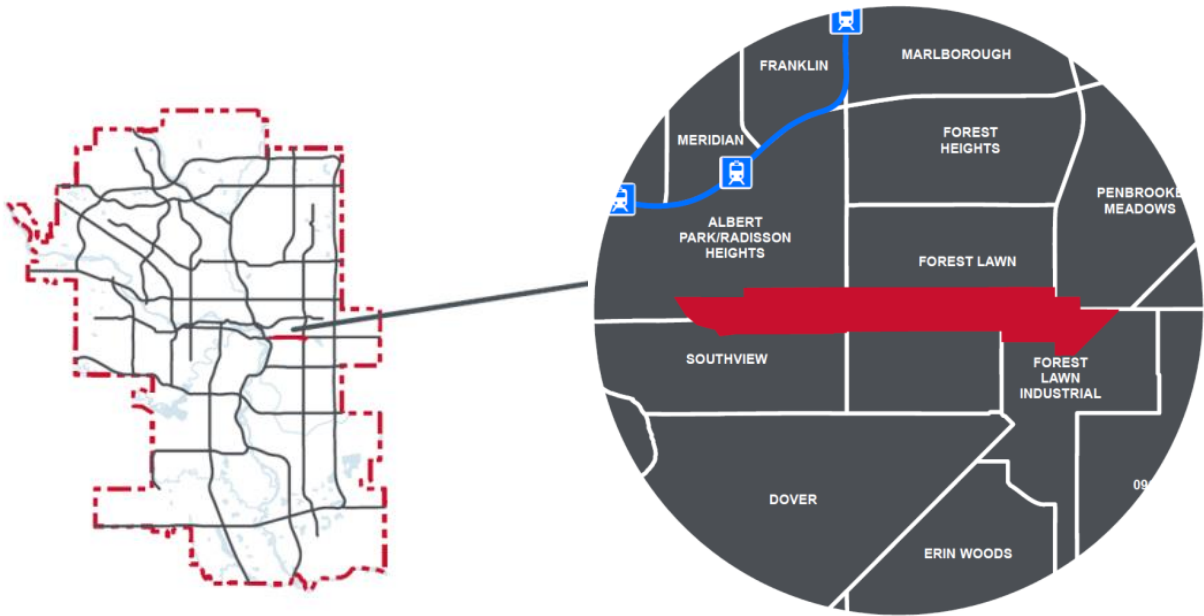 FRANKLIN
MARLBOROUGH
MERIDIAN
FOREST
HEIGHTS
PENBROOKE
MEADOWS
ALBERT
PARK/RADISSON
HEIGHTS
FOREST LAWN
SOUTHVIEW
FOREST
LAWN
INDUSTRIAL
DOVER
09
ERIN WOODS